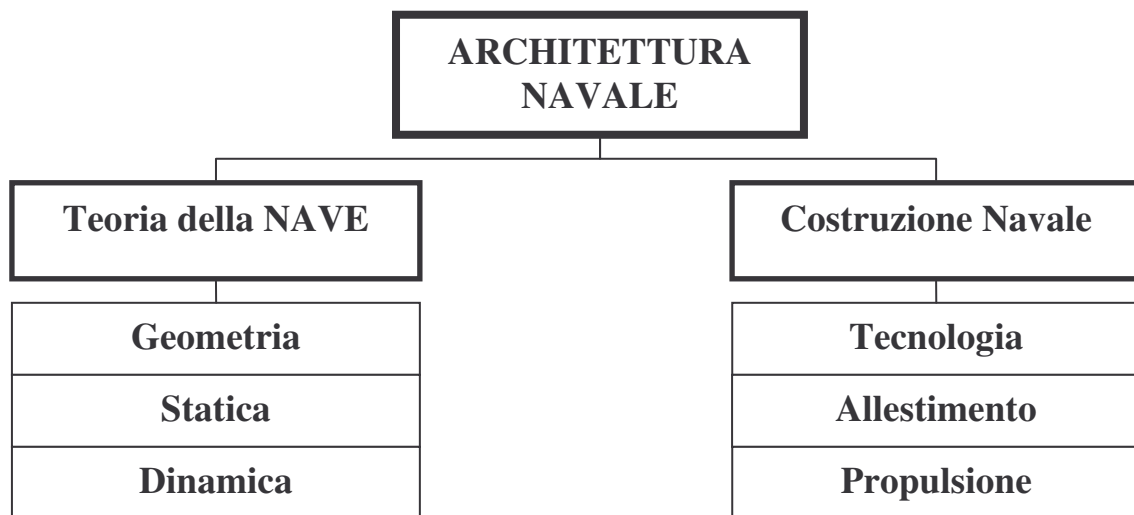 ARCHITETTURA
NAVALE
Teoria della NAVE
Costruzione Navale
Geometria
Tecnologia
Statica
Allestimento
Dinamica
Propulsione